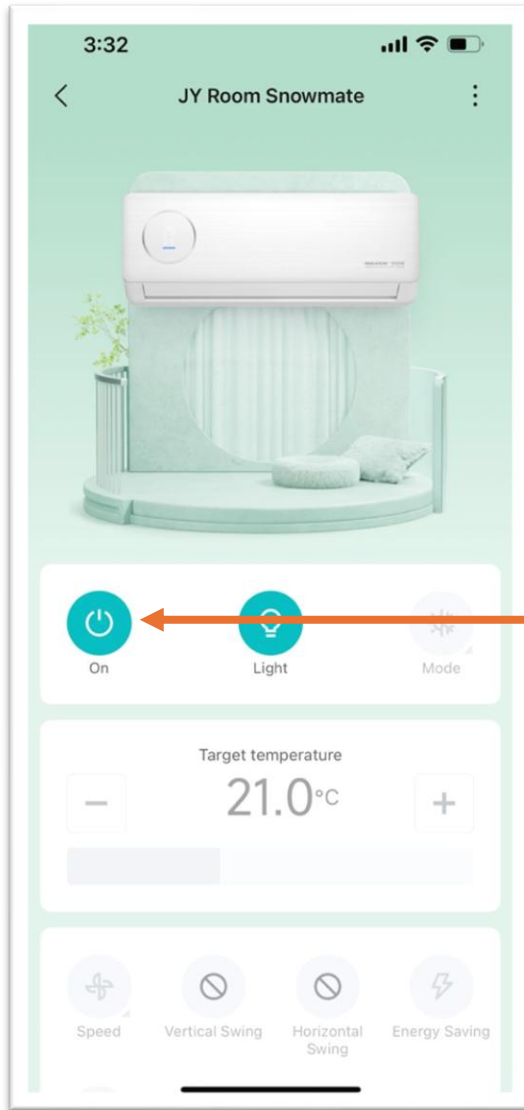 3:32
JY Room Snowmate
On
Light
Mode
Target temperature
21.0°C
Speed
Vertical Swing
Horizontal
Swing
Energy Saving